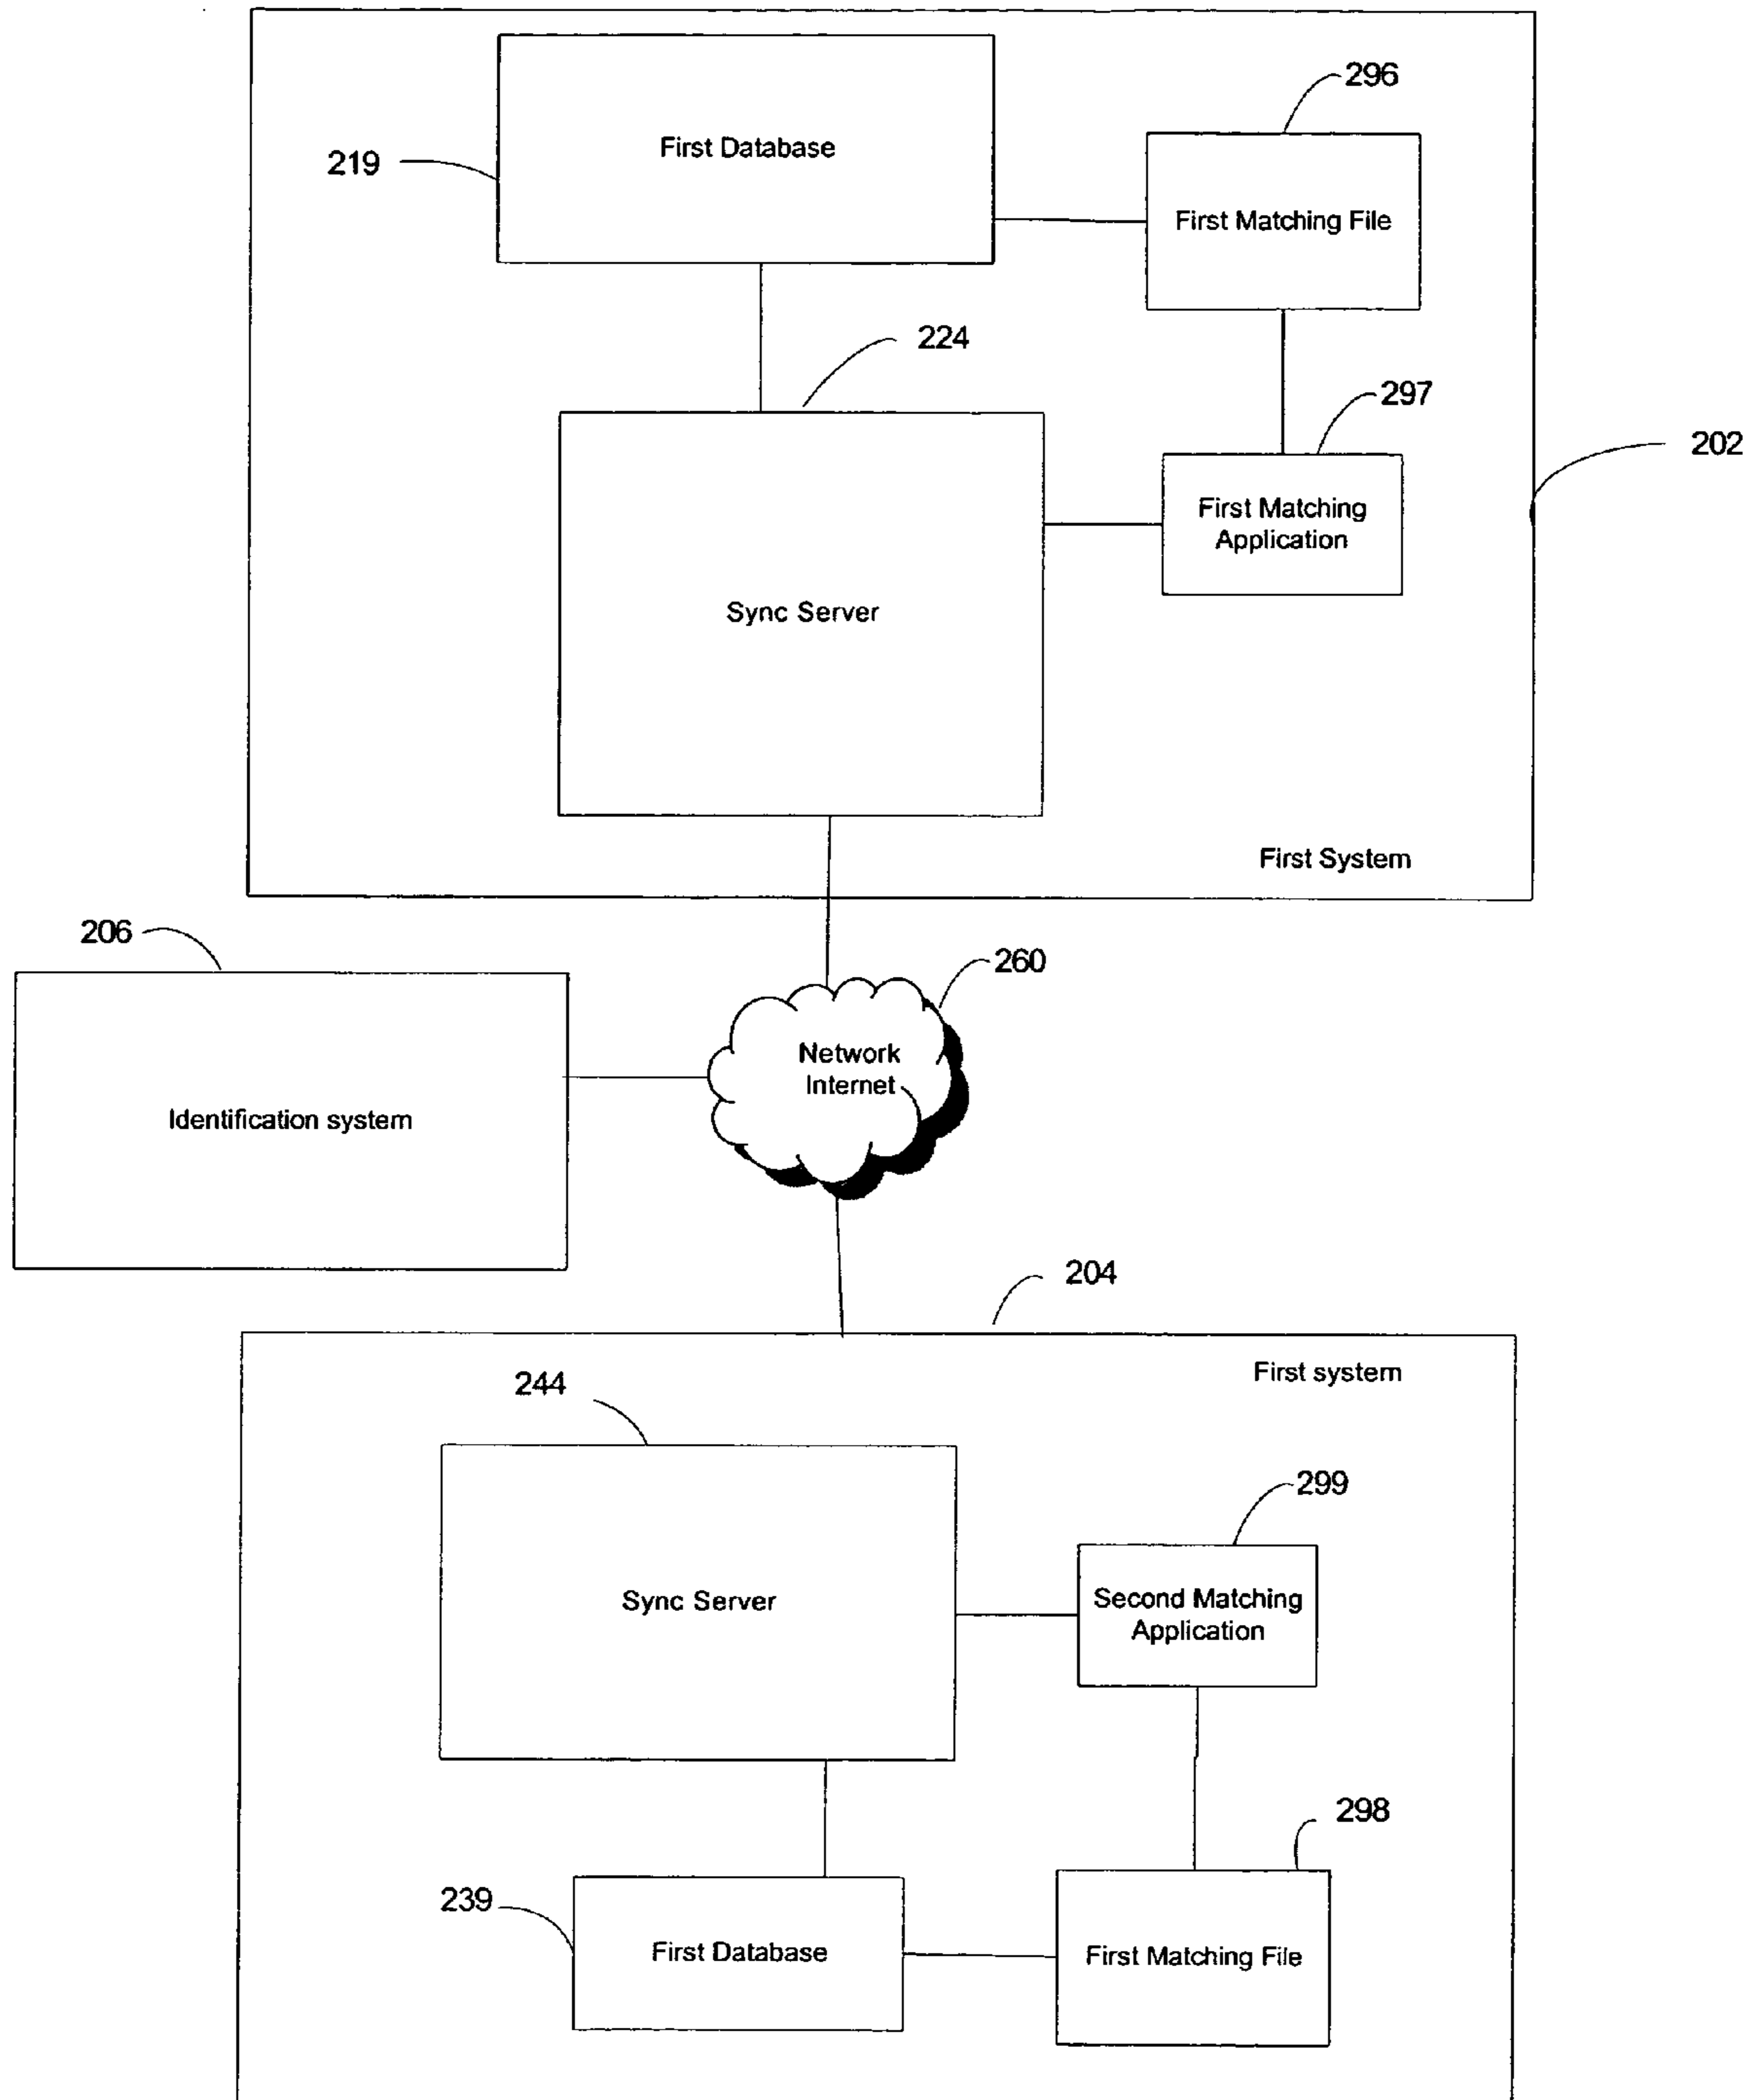 296
First Database
219
First Matching File
224
297
202
First Matching
Application
Sync Server
First System
206
260
Network
Internet
Identification system
204
First system
244
299
Second Matching
Application
Sync Server
298
239
First Database
First Matching File